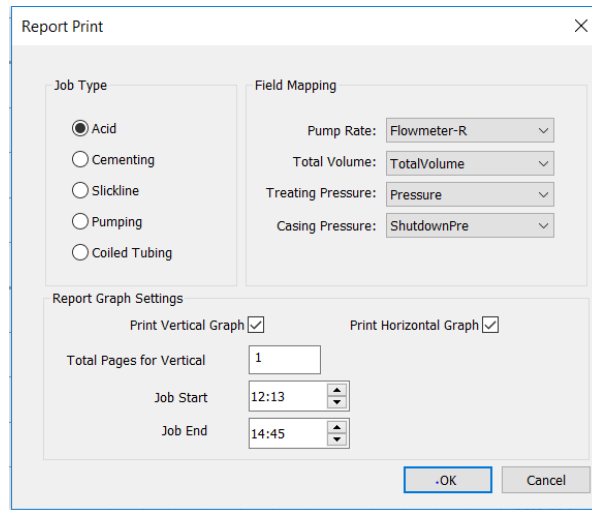 Report Print
Job Type
Acid
Cementing
Slickline
Pumping
Coiled Tubing
Field Mapping
Pump Rate: Flowmeter-R
Total Volume: TotalVolume
Treating Pressure: Pressure
Casing Pressure: ShutdownPre
Report Graph Settings
Print Vertical Graph Print Horizontal Graph
Total Pages for Vertical 1
Job Start 12:13
Job End 14:45
OK Cancel